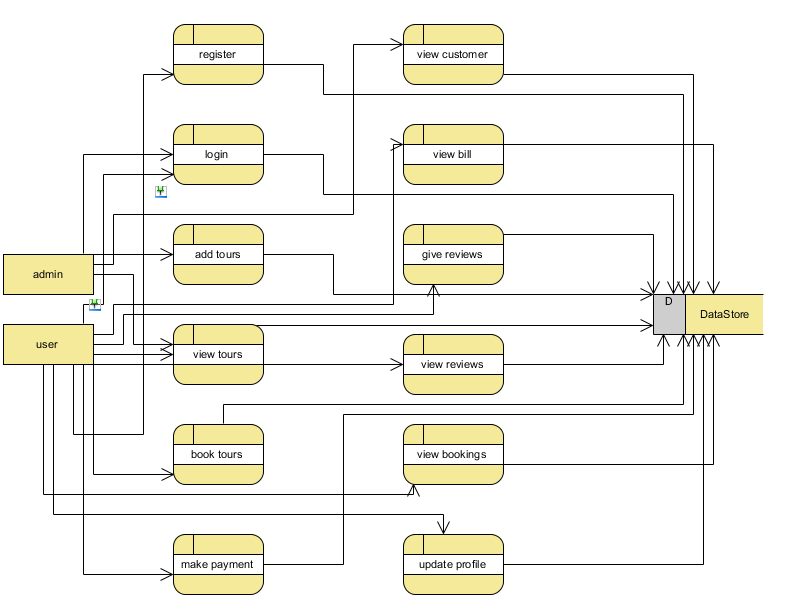 register
view customer
login
view bill
add tours
give reviews
admin
D
DataStore
user
view tours
view reviews
book tours
view bookings
make payment
update profile